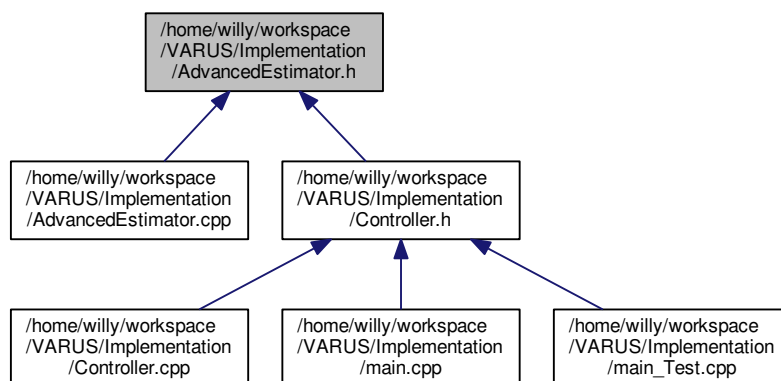 /home/willy/workspace
/VARUS/Implementation
/AdvancedEstimator.h
/home/willy/workspace
/VARUS/Implementation
/AdvancedEstimator.cpp
/home/willy/workspace
/VARUS/Implementation
/Controller.h
/home/willy/workspace
/VARUS/Implementation
/Controller.cpp
/home/willy/workspace
/VARUS/Implementation
/main.cpp
/home/willy/workspace
/VARUS/Implementation
/main_Test.cpp